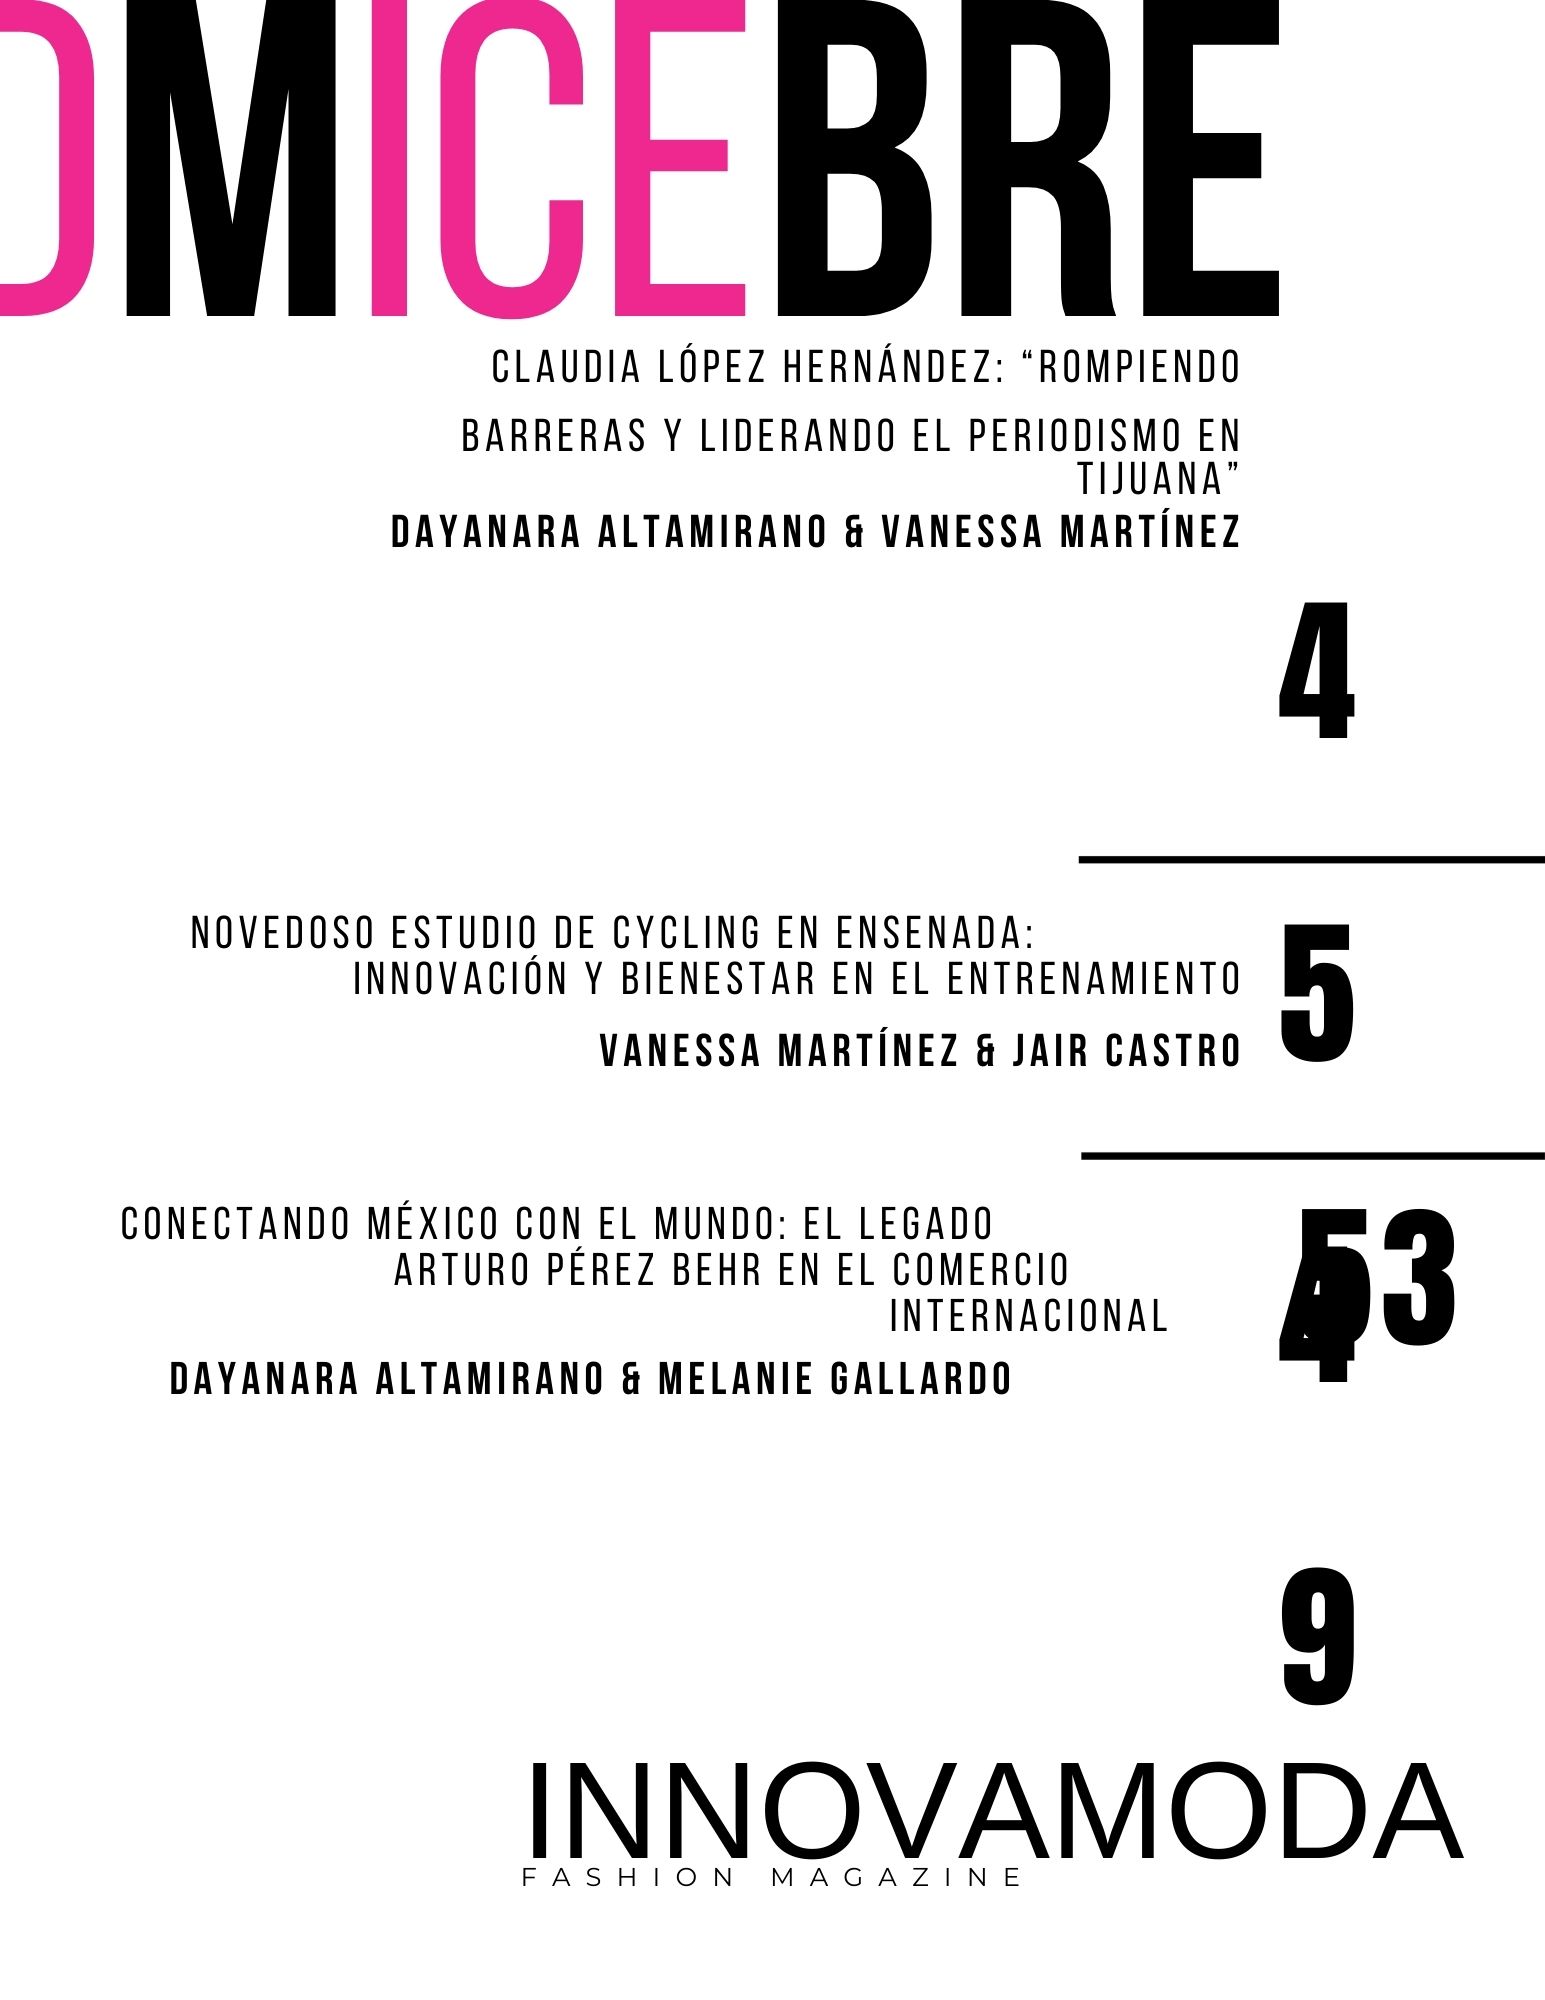 DMICEBRE
CLAUDIA LÓPEZ HERNÁNDEZ: “ROMPIENDO
BARRERAS Y LIDERANDO EL PERIODISMO EN
TIJUANA”
DAYANARA ALTAMIRANO & VANESSA MARTÍNEZ
4
NOVEDOSO ESTUDIO DE CYCLING EN ENSENADA:
INNOVACIÓN Y BIENESTAR EN EL ENTRENAMIENTO
5
VANESSA MARTÍNEZ & JAIR CASTRO
CONECTANDO MÉXICO CON EL MUNDO: EL LEGADO
53
ARTURO PÉREZ BEHR EN EL COMERCIO
4
INTERNACIONAL
DAYANARA ALTAMIRANO & MELANIE GALLARDO
9
INNOVAMODA
FASHION MAGAZINE